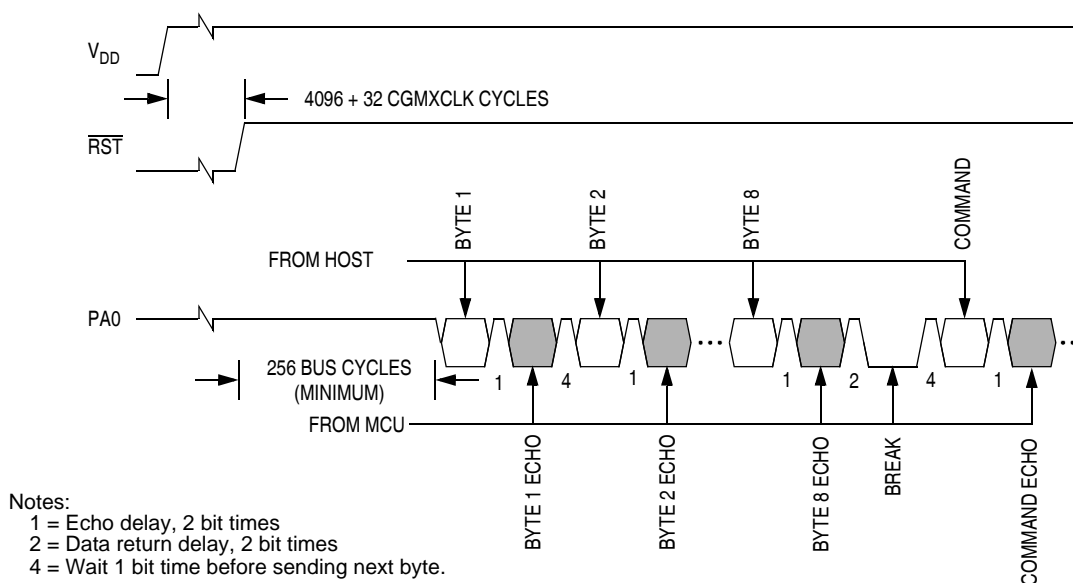 VDD
4096 + 32 CGMXCLK CYCLES
RST
BYTE 1
BYTE 2
BYTE 8
COMMAND
FROM HOST
PA0
256 BUS CYCLES
(MINIMUM)
1 4 1 1 2 4 1
FROM MCU
BYTE 1 ECHO
BYTE 2 ECHO
BYTE 8 ECHO
BREAK
COMMAND ECHO
Notes:
1 = Echo delay, 2 bit times
2 = Data return delay, 2 bit times
4 = Wait 1 bit time before sending next byte.